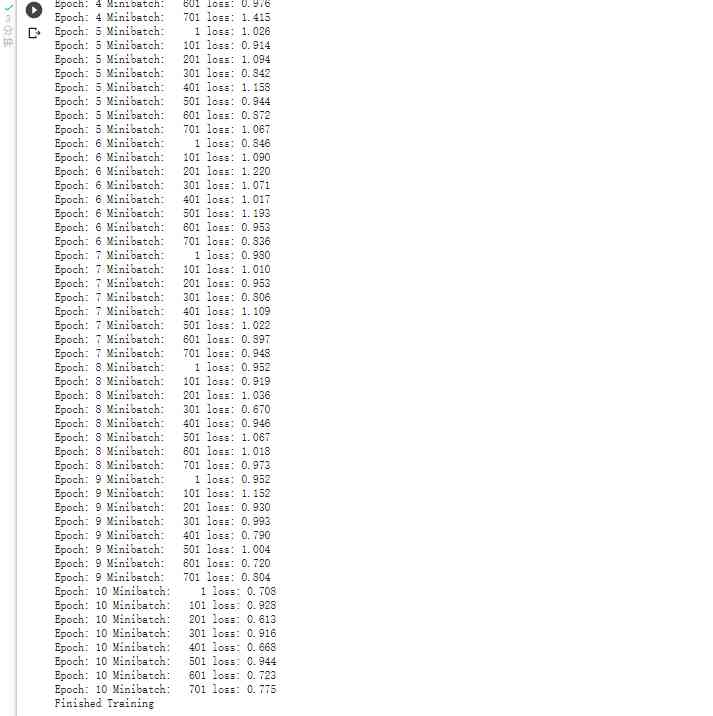 Epoch: 4 Minibatch: 601 loss: 0.976
Epoch: 4 Minibatch: 701 loss: 1.415
Epoch: 5 Minibatch: 1 loss: 1.026
Epoch: 5 Minibatch: 101 loss: 0.914
Epoch: 5 Minibatch: 201 loss: 1.094
Epoch: 5 Minibatch: 301 loss: 0.842
Epoch: 5 Minibatch: 401 loss: 1.158
Epoch: 5 Minibatch: 501 loss: 0.944
Epoch: 5 Minibatch: 601 loss: 0.872
Epoch: 5 Minibatch: 701 loss: 1.067
Epoch: 6 Minibatch: 1 loss: 0.846
Epoch: 6 Minibatch: 101 loss: 1.090
Epoch: 6 Minibatch: 201 loss: 1.220
Epoch: 6 Minibatch: 301 loss: 1.071
Epoch: 6 Minibatch: 401 loss: 1.017
Epoch: 6 Minibatch: 501 loss: 1.193
Epoch: 6 Minibatch: 601 loss: 0.953
Epoch: 6 Minibatch: 701 loss: 0.836
Epoch: 7 Minibatch: 1 loss: 0.980
Epoch: 7 Minibatch: 101 loss: 1.010
Epoch: 7 Minibatch: 201 loss: 0.953
Epoch: 7 Minibatch: 301 loss: 0.806
Epoch: 7 Minibatch: 401 loss: 1.109
Epoch: 7 Minibatch: 501 loss: 1.022
Epoch: 7 Minibatch: 601 loss: 0.897
Epoch: 7 Minibatch: 701 loss: 0.948
Epoch: 8 Minibatch: 1 loss: 0.952
Epoch: 8 Minibatch: 101 loss: 0.919
Epoch: 8 Minibatch: 201 loss: 1.036
Epoch: 8 Minibatch: 301 loss: 0.670
Epoch: 8 Minibatch: 401 loss: 0.946
Epoch: 8 Minibatch: 501 loss: 1.067
Epoch: 8 Minibatch: 601 loss: 1.018
Epoch: 8 Minibatch: 701 loss: 0.973
Epoch: 9 Minibatch: 1 loss: 0.952
Epoch: 9 Minibatch: 101 loss: 1.152
Epoch: 9 Minibatch: 201 loss: 0.930
Epoch: 9 Minibatch: 301 loss: 0.993
Epoch: 9 Minibatch: 401 loss: 0.790
Epoch: 9 Minibatch: 501 loss: 1.004
Epoch: 9 Minibatch: 601 loss: 0.720
Epoch: 9 Minibatch: 701 loss: 0.804
Epoch: 10 Minibatch: 1 loss: 0.708
Epoch: 10 Minibatch: 101 loss: 0.928
Epoch: 10 Minibatch: 201 loss: 0.613
Epoch: 10 Minibatch: 301 loss: 0.916
Epoch: 10 Minibatch: 401 loss: 0.668
Epoch: 10 Minibatch: 501 loss: 0.944
Epoch: 10 Minibatch: 601 loss: 0.723
Epoch: 10 Minibatch: 701 loss: 0.775
Finished Training
3
分
钟